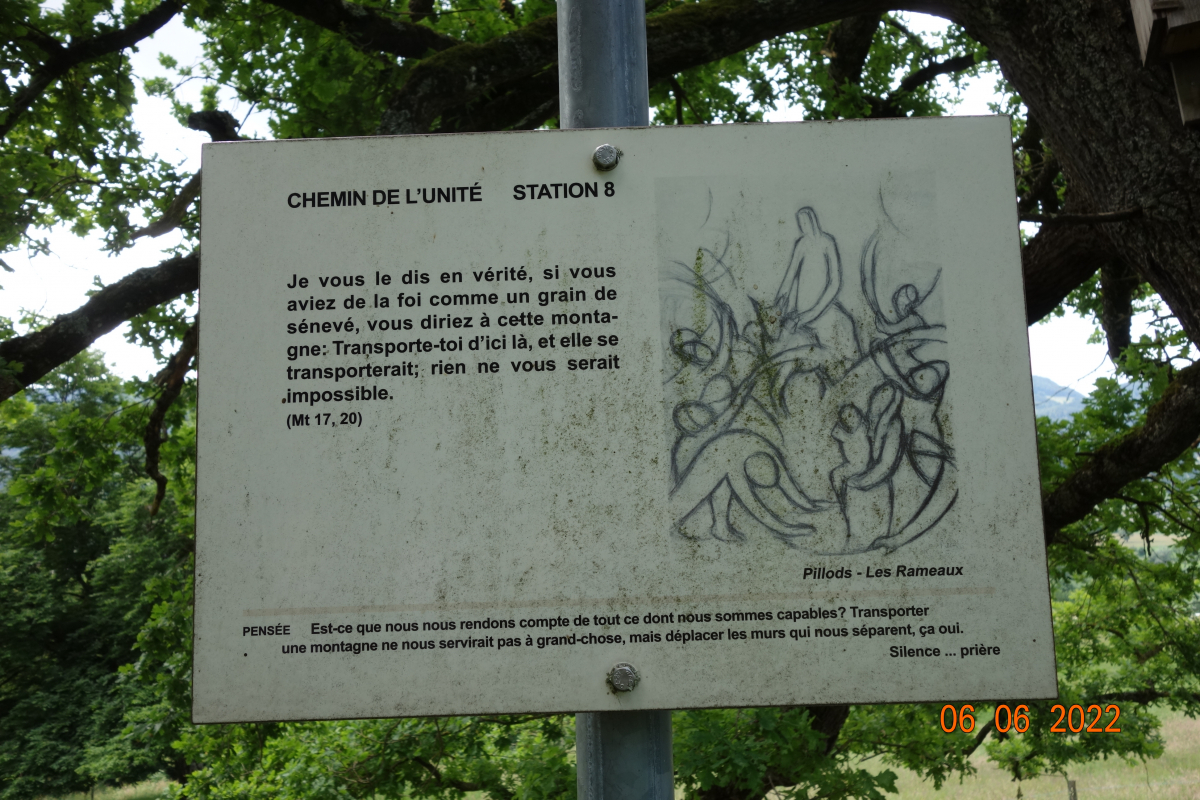 CHEMIN DE L'UNITÉ STATION 8
Je vous le dis en vérité, si vous
aviez de la foi comme un grain de
sénevé, vous diriez à cette monta-
gne: Transporte-toi d'ici là, et elle se
transporterait; rien ne vous serait
impossible.
(Mt 17, 20)
Pillods - Les Rameaux
PENSÉE Est-ce que nous nous rendons compte de tout ce dont nous sommes capables? Transporter
une montagne ne nous servirait pas à grand-chose, mais déplacer les murs qui nous séparent, ça oui.
Silence ... prière
06 06 2022